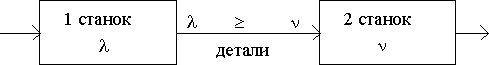 1 станок
λ
λ ≥ ν
детали
2 станок
ν